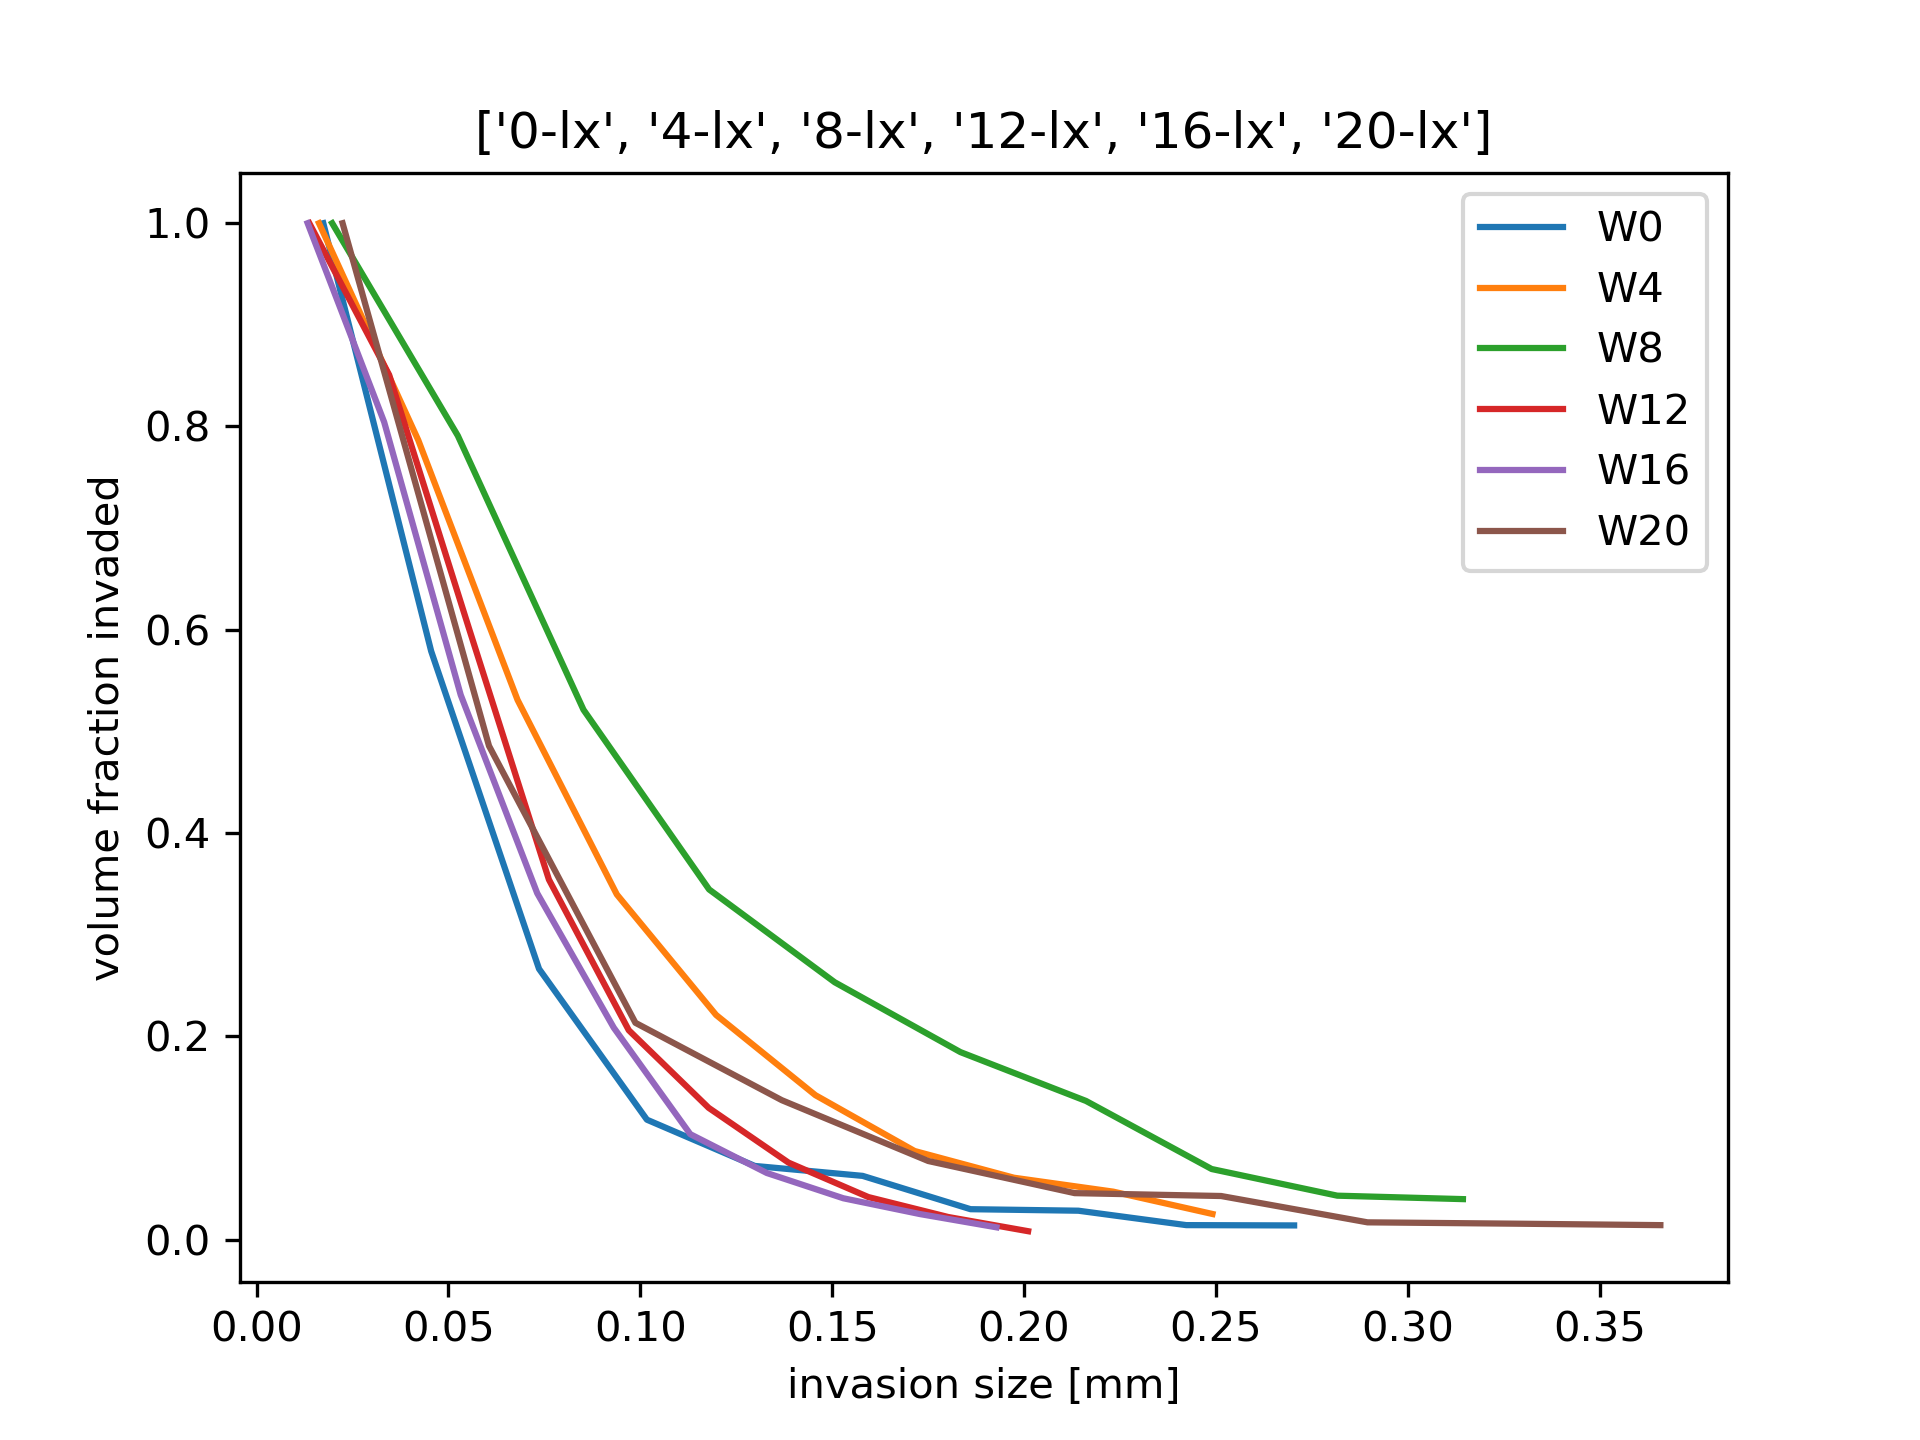 ['0-lx', '4-lx', '8-lx', '12-lx', '16-lx', '20-lx']
W0
W4
W8
W12
W16
W20
volume fraction invaded
1.0
0.8
0.6
0.4
0.2
0.0
0.00 0.05 0.10 0.15 0.20 0.25 0.30 0.35
invasion size [mm]